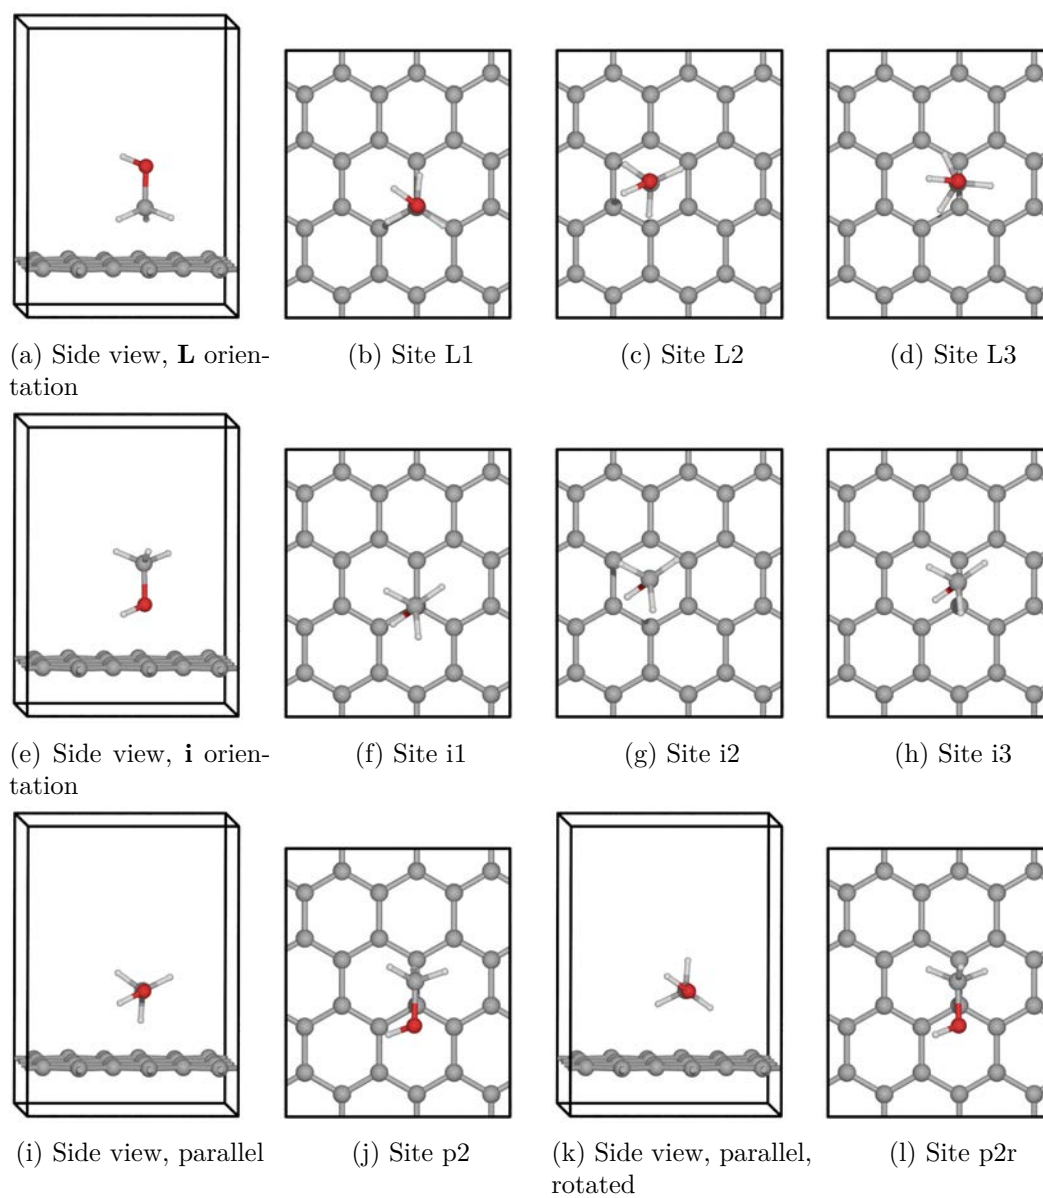 (a) Side view, L orien-
tation
(b) Site L1
(c) Site L2
(d) Site L3
(e) Side view, i orien-
tation
(f) Site i1
(g) Site i2
(h) Site i3
(i) Side view, parallel
(j) Site p2
(k) Side view, parallel,
rotated
(l) Site p2r